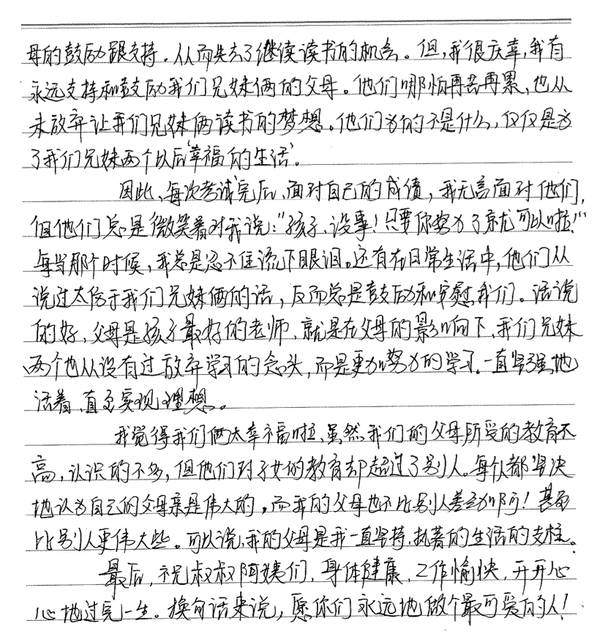 母的鼓励跟支持，从而失去了继续读书的机会。但，我很庆幸，我有
永远支持和鼓励我们兄妹俩的父母。他们哪怕再苦再累，也从
未放弃让我们兄妹俩读书的梦想。他们为的不是什么，仅仅是为
了我们兄妹两个以后'幸福的生活'。
因此，每次考试完后，面对自己的成绩，我无言面对他们，
但他们总是微笑着对我说："孩子，没事！只要你努力了就可以啦！"
每当那个时候，我总是忍不住流下眼泪。还有在日常生活中，他们从
说过太伤于我们兄妹俩的话，反而总是鼓励和安慰我们。话说
的好，父母是孩子最好的老师，就是在父母的影响下，我们兄妹
两个也从没有过放弃学习的念头，而是更加努力的学习。一直坚强地
活着，直到实现理想。
我觉得我们俩太幸福啦，虽然我们的父母所受的教育不
高，认识的不多，但他们对子女的教育却超过了别人。每个人都坚决
地认为自己的父母亲是伟大的，而我的父母也不比别人差到哪啊！甚至
比别人更伟大些。可以说，我的父母是我一直坚持，执著的生活的支柱。
最后，祝叔叔阿姨们，身体健康，工作愉快，开开心
心地过完一生。换句话来说，愿你们永远地做个最可爱的人！